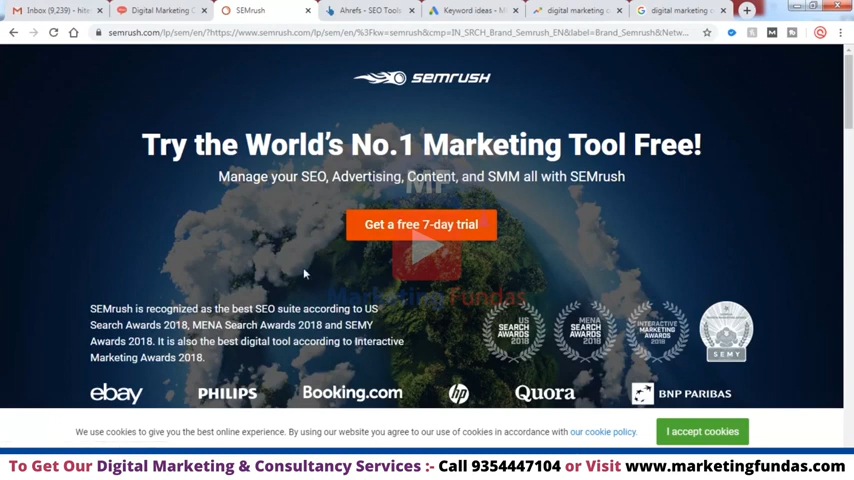 Inbox (9,239) - hite
Digital Marketing C
SEMrush
Ahrefs - SEO Tools
Keyword ideas - M
digital marketing c
digital marketing c
semrush.com/lp/sem/en/?https://www.semrush.com/lp/sem/en/%3Fkw=semrush&cmp=IN_SRCH_Brand_Semrush_EN&label=Brand_Semrush&Netw...
SEMRUSH
Try the World's No.1 Marketing Tool Free!
Manage your SEO, Advertising, Content, and SMM all with SEMrush
MF
Get a free 7-day trial
Marketing Fundas
SEMrush is recognized as the best SEO suite according to US
Search Awards 2018, MENA Search Awards 2018 and SEMY
Awards 2018. It is also the best digital tool according to Interactive
Marketing Awards 2018.
US SEARCH AWARDS 2018
MENA SEARCH AWARDS 2018
INTERACTIVE MARKETING AWARDS 2018
SEMY
ebay PHILIPS Booking.com hp Quora BNP PARIBAS
We use cookies to give you the best online experience. By using our website you agree to our use of cookies in accordance with our cookie policy.
I accept cookies
To Get Our Digital Marketing & Consultancy Services :- Call 9354447104 or Visit www.marketingfundas.com